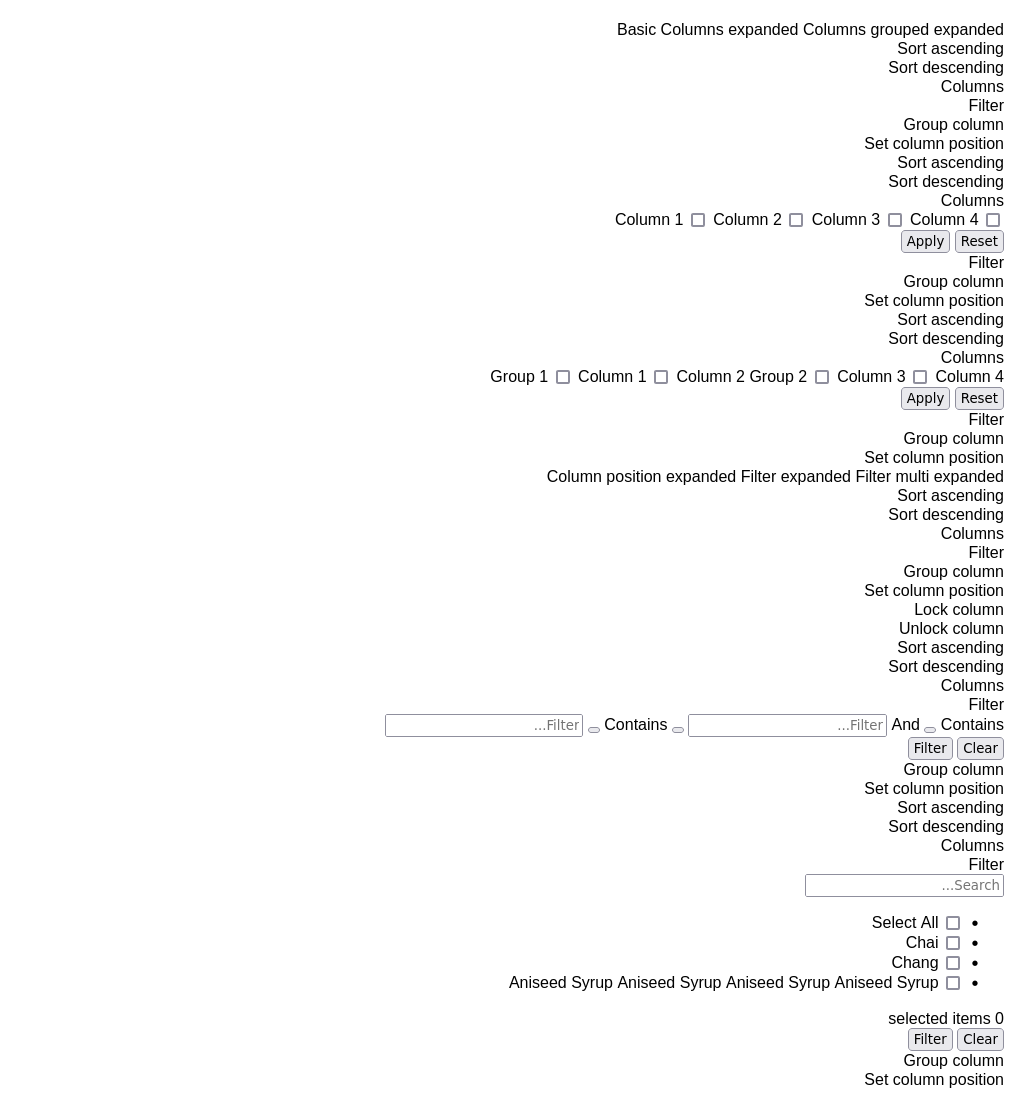 Basic Columns expanded Columns grouped expanded
Sort ascending
Sort descending
Columns
Filter
Group column
Set column position
Sort ascending
Sort descending
Columns
Column 1 Column 2 Column 3 Column 4
Apply Reset
Filter
Group column
Set column position
Sort ascending
Sort descending
Columns
Group 1 Column 1 Column 2 Group 2 Column 3 Column 4
Apply Reset
Filter
Group column
Set column position
Column position expanded Filter expanded Filter multi expanded
Sort ascending
Sort descending
Columns
Filter
Group column
Set column position
Lock column
Unlock column
Sort ascending
Sort descending
Columns
Filter
...Filter Contains ...Filter And Contains
Filter Clear
Group column
Set column position
Sort ascending
Sort descending
Columns
Filter
...Search
Select All
Chai
Chang
Aniseed Syrup Aniseed Syrup Aniseed Syrup Aniseed Syrup
selected items 0
Filter Clear
Group column
Set column position